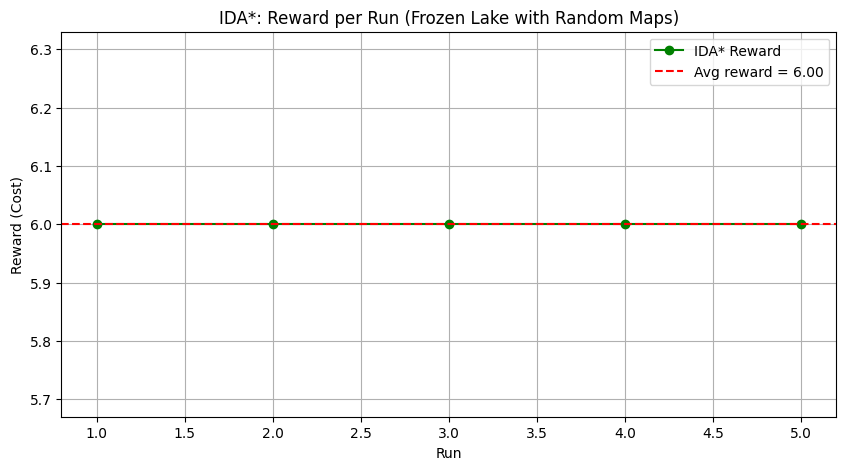 IDA*: Reward per Run (Frozen Lake with Random Maps)
IDA* Reward
Avg reward = 6.00
Reward (Cost)
6.3
6.2
6.1
6.0
5.9
5.8
5.7
1.0 1.5 2.0 2.5 3.0 3.5 4.0 4.5 5.0
Run